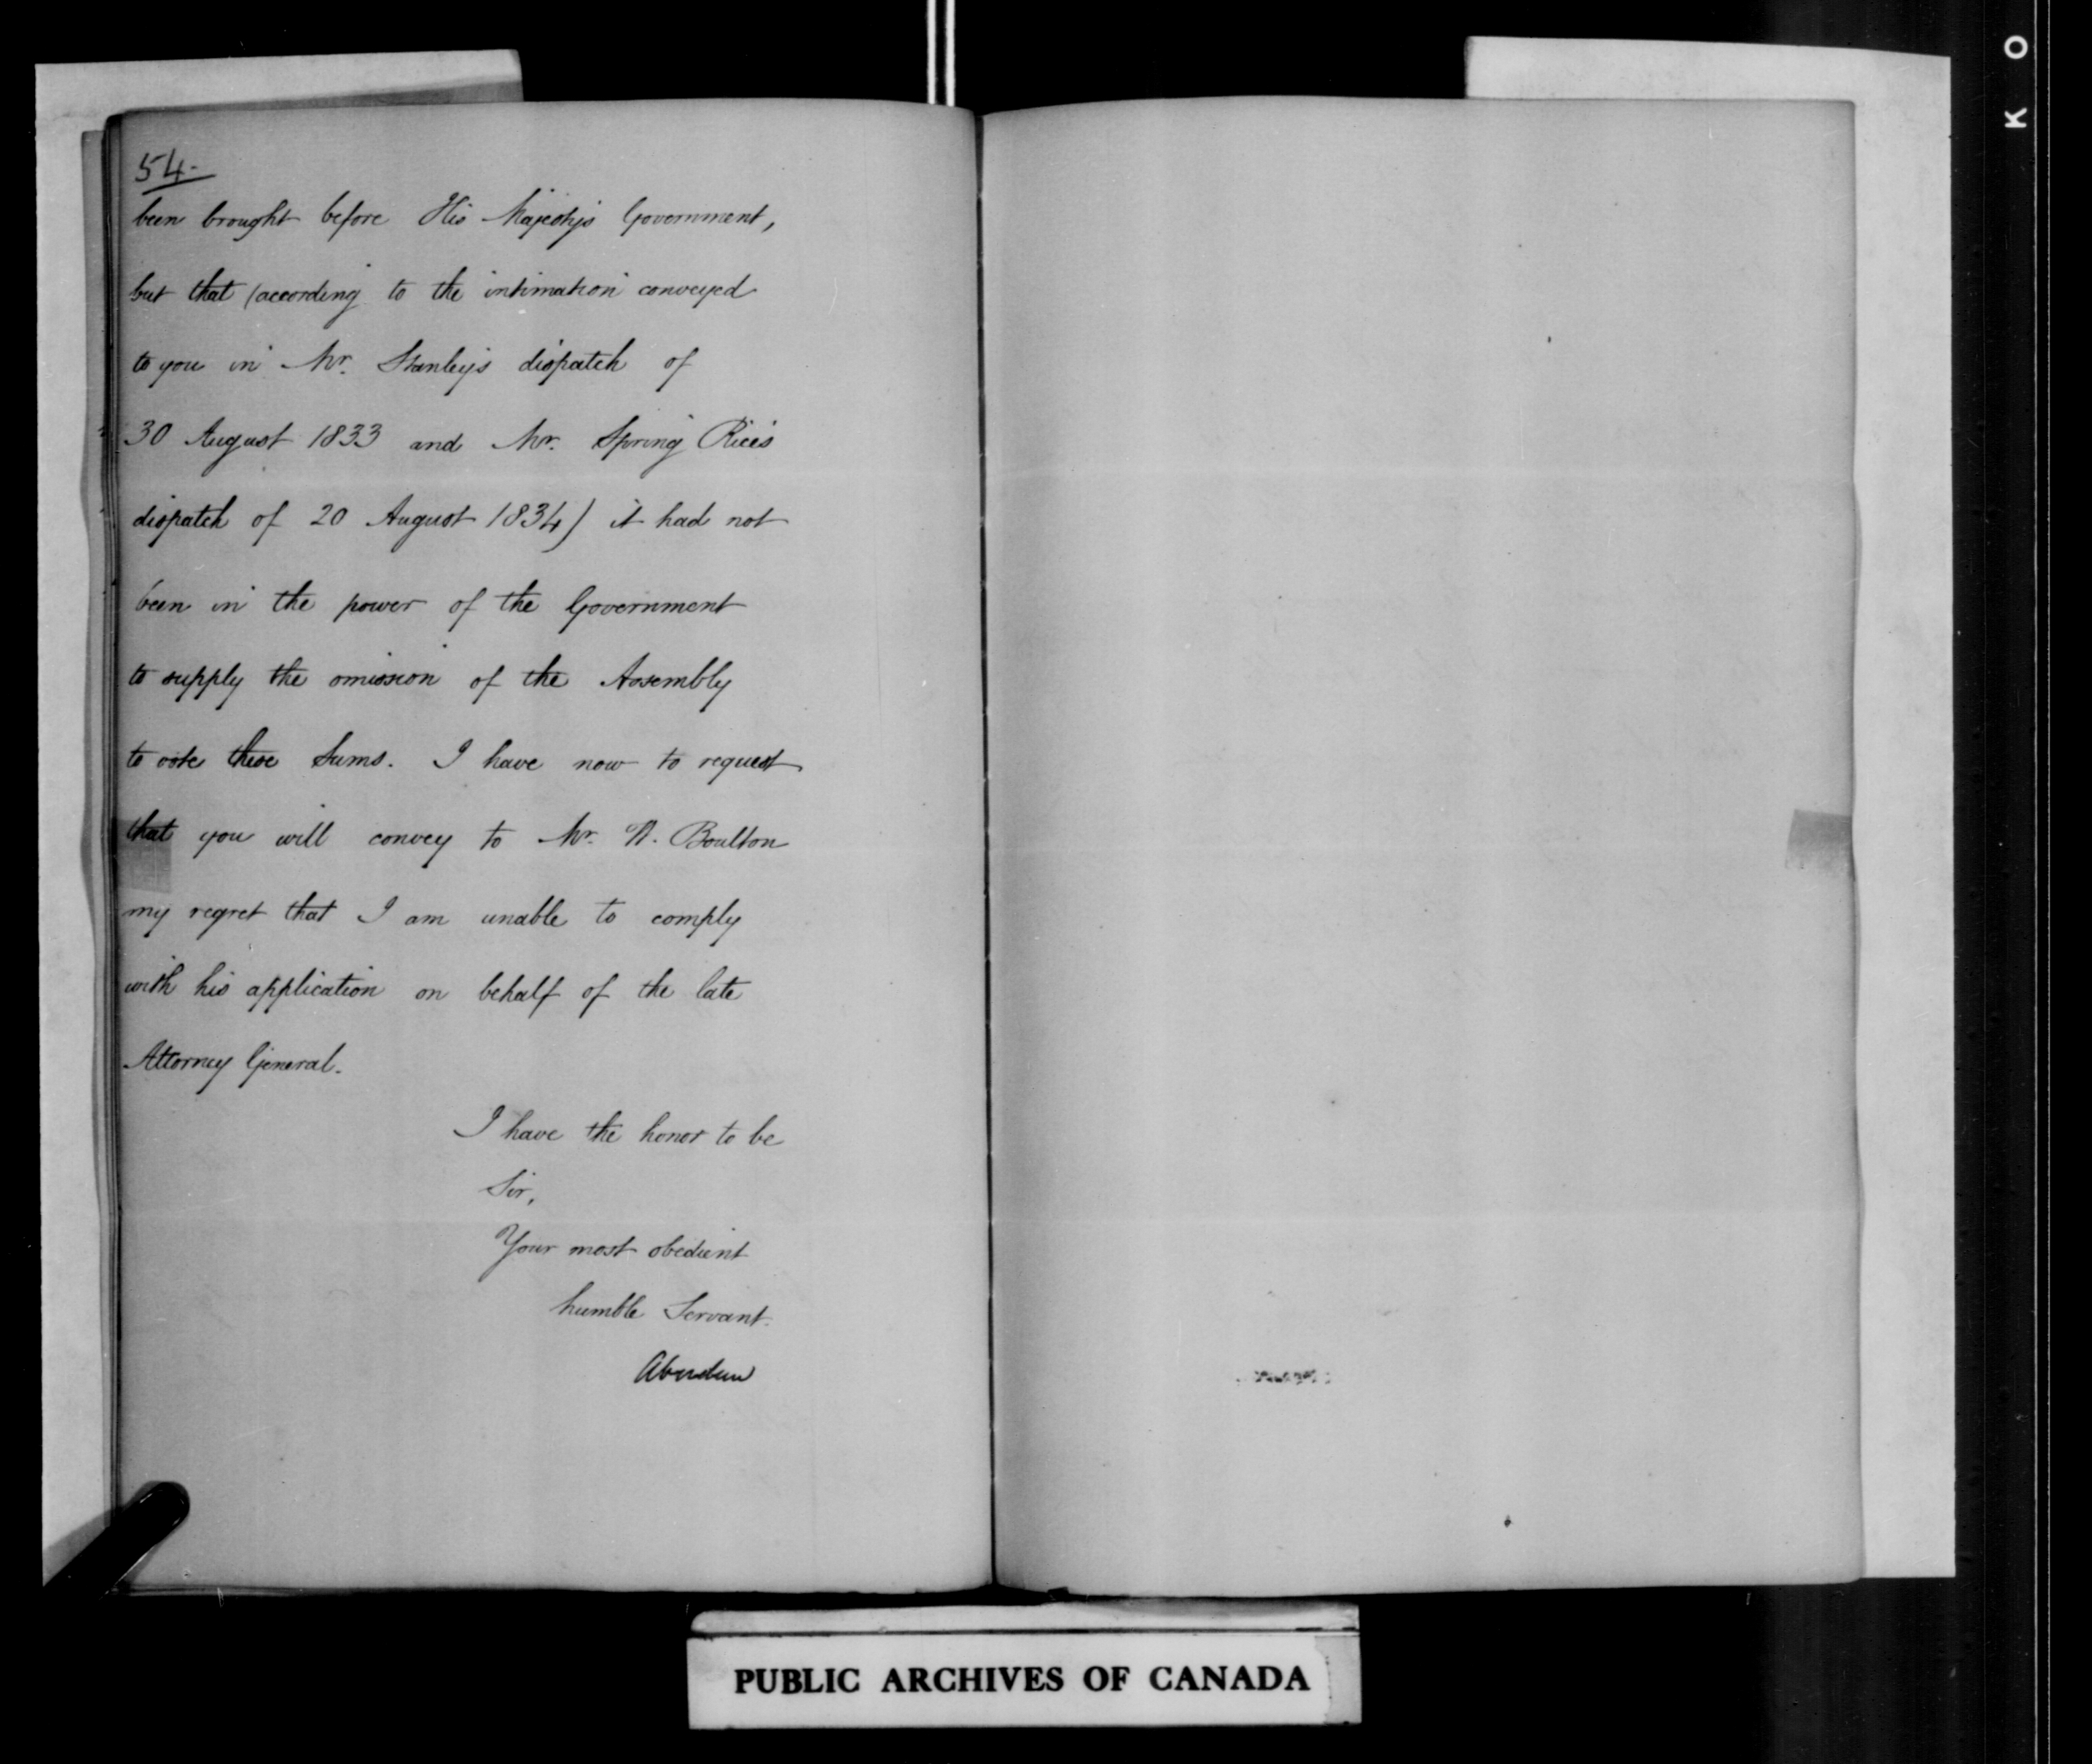 54-
been brought before His Majesty's Government,
but that (according to the intimation conveyed
to you in Mr. Stanley's dispatch of
30 August 1833 and Mr. Spring Rice's
dispatch of 20 August 1834) it had not
been in the power of the Government
to supply the omission of the Assembly
to vote these Sums. I have now to request
that you will convey to Mr. Boulton
my regret that I am unable to comply
with his application on behalf of the late
Attorney General.
I have the honor to be
Sir,
Your most obedient
humble Servant.
Aberdeen
PUBLIC ARCHIVES OF CANADA
K O